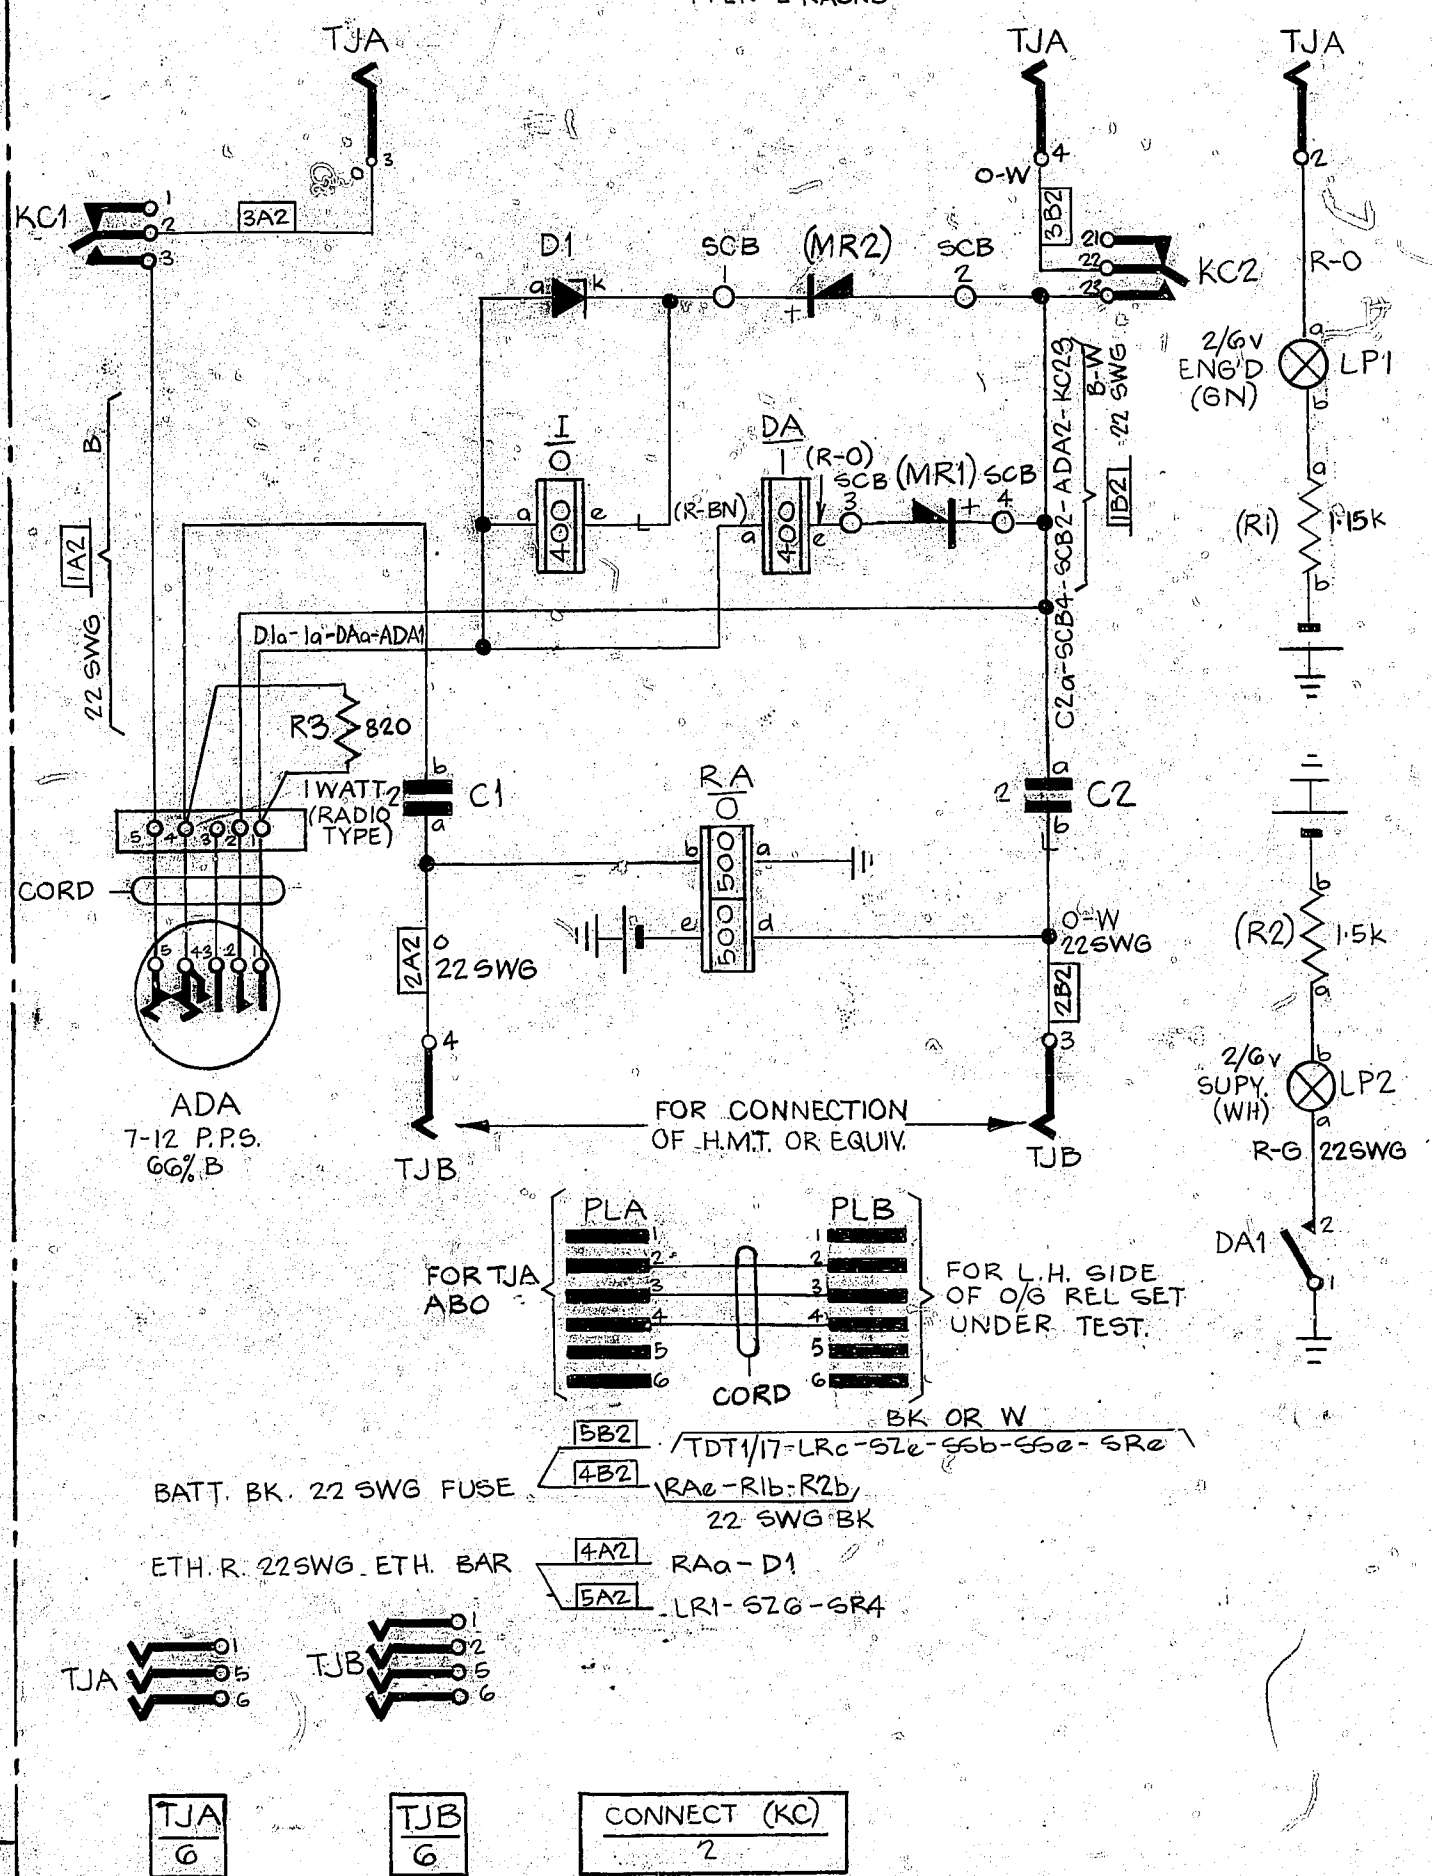 TJA
TJA
TJA
3
0
4
O-W
2
KC1
1
2
3
3A2
3B2
21
22
23
KC2
R-O
D1
a
k
SCB
1
(MR2)
+
SCB
2
2/6v
ENG'D
(GN)
a
LP1
b
B
1A2
22 SWG
I
O
a
400
e
DA
1
(R-BN)
a
400
e
(R-O)
SCB
3
(MR1)
+
SCB
4
C2a-SCB4-SCB2-ADA2-KC23
B-W
22 SWG
1B2
(R1)
a
1·15k
b
D1a-1a-DAa-ADA1
R3
820
1 WATT
(RADIO
TYPE)
2
b
C1
a
RA
O
b
500
a
e
500
d
2
a
C2
b
5
4
3
2
1
CORD
5
4
3
2
1
2A2
0
22 SWG
O-W
22SWG
2B2
b
(R2)
1·5k
a
4
3
ADA
7-12 P.P.S.
66% B
TJB
FOR CONNECTION
OF H.M.T. OR EQUIV.
TJB
2/6v
SUPY.
(WH)
b
LP2
a
R-G
22SWG
DA1
2
1
PLA
PLB
1
2
3
4
5
6
1
2
3
4
5
6
FOR TJA
ABO
FOR L.H. SIDE
OF O/G REL SET
UNDER TEST.
CORD
BK OR W
5B2
TDT1/17-LRc-SZe-SSb-SSe-SRe
BATT. BK. 22 SWG FUSE
4B2
RAe-R1b-R2b
22 SWG BK
ETH. R. 22SWG. ETH. BAR
4A2
RAa-D1
5A2
LR1-SZ6-SR4
TJA
1
5
6
TJB
1
2
5
6
TJA
6
TJB
6
CONNECT (KC)
2